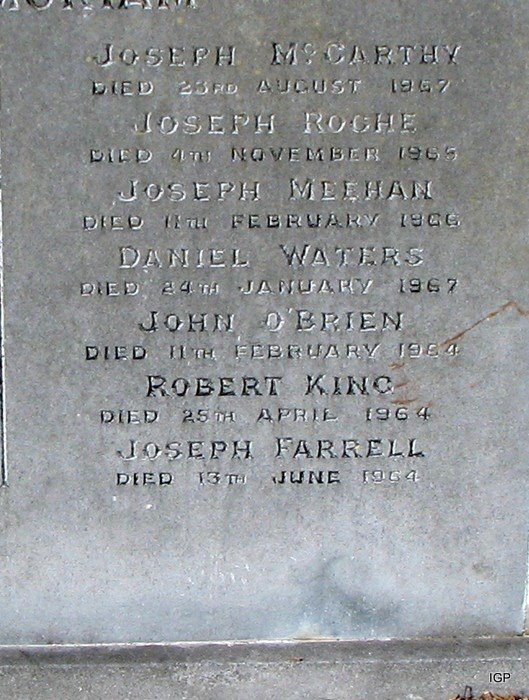 JOSEPH McCARTHY
DIED 23RD AUGUST 1967
JOSEPH ROCHE
DIED 4TH NOVEMBER 1965
JOSEPH MEEHAN
DIED 11TH FEBRUARY 1966
DANIEL WATERS
DIED 24TH JANUARY 1967
JOHN O'BRIEN
DIED 11TH FEBRUARY 1964
ROBERT KING
DIED 25TH APRIL 1964
JOSEPH FARRELL
DIED 13TH JUNE 1964
IGP